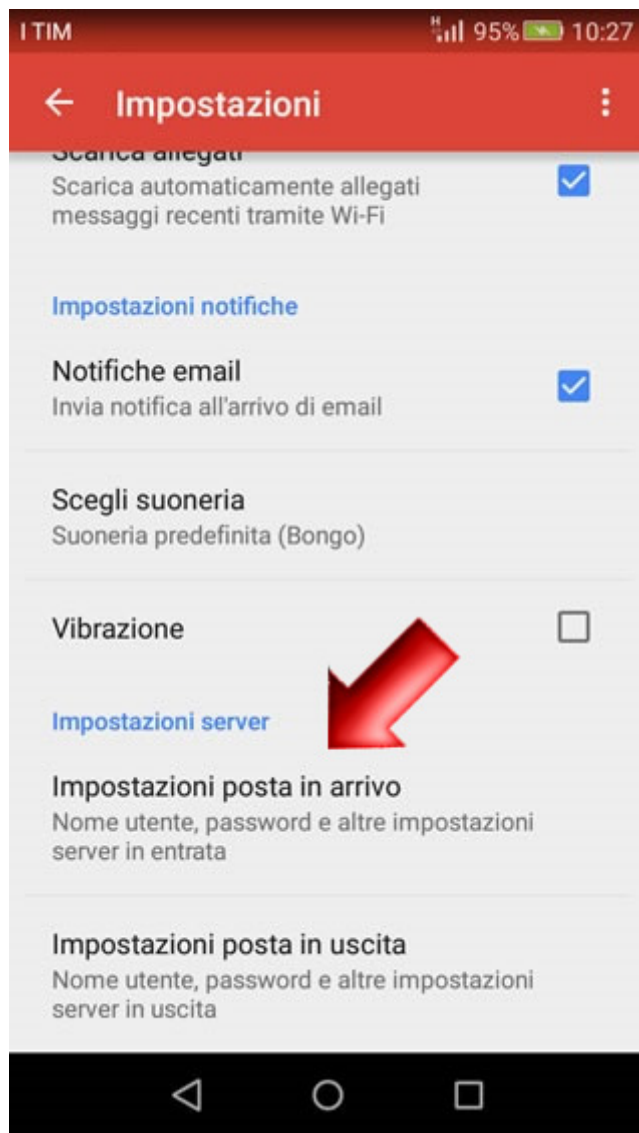 I TIM
H 95% 10:27
Impostazioni
Scarica allegati
Scarica automaticamente allegati
messaggi recenti tramite Wi-Fi
Impostazioni notifiche
Notifiche email
Invia notifica all'arrivo di email
Scegli suoneria
Suoneria predefinita (Bongo)
Vibrazione
Impostazioni server
Impostazioni posta in arrivo
Nome utente, password e altre impostazioni
server in entrata
Impostazioni posta in uscita
Nome utente, password e altre impostazioni
server in uscita